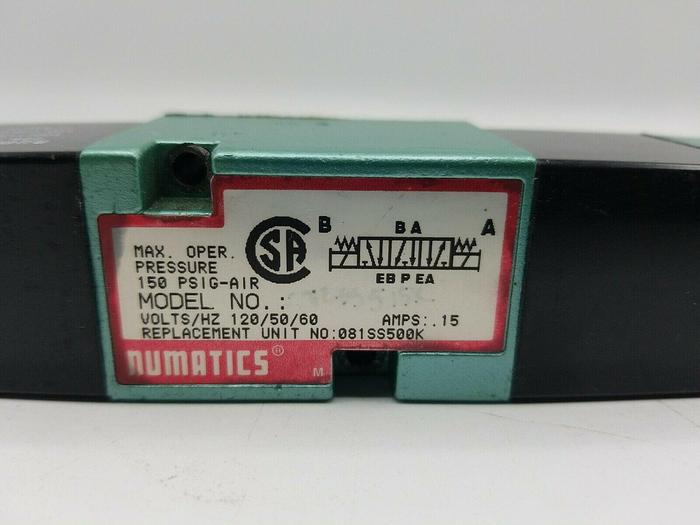 B BA A
MAX. OPER.
PRESSURE
150 PSIG-AIR
EB P EA
MODEL NO.:
VOLTS/HZ 120/50/60 AMPS:.15
REPLACEMENT UNIT NO:081SS500K
NUMATICS®
M